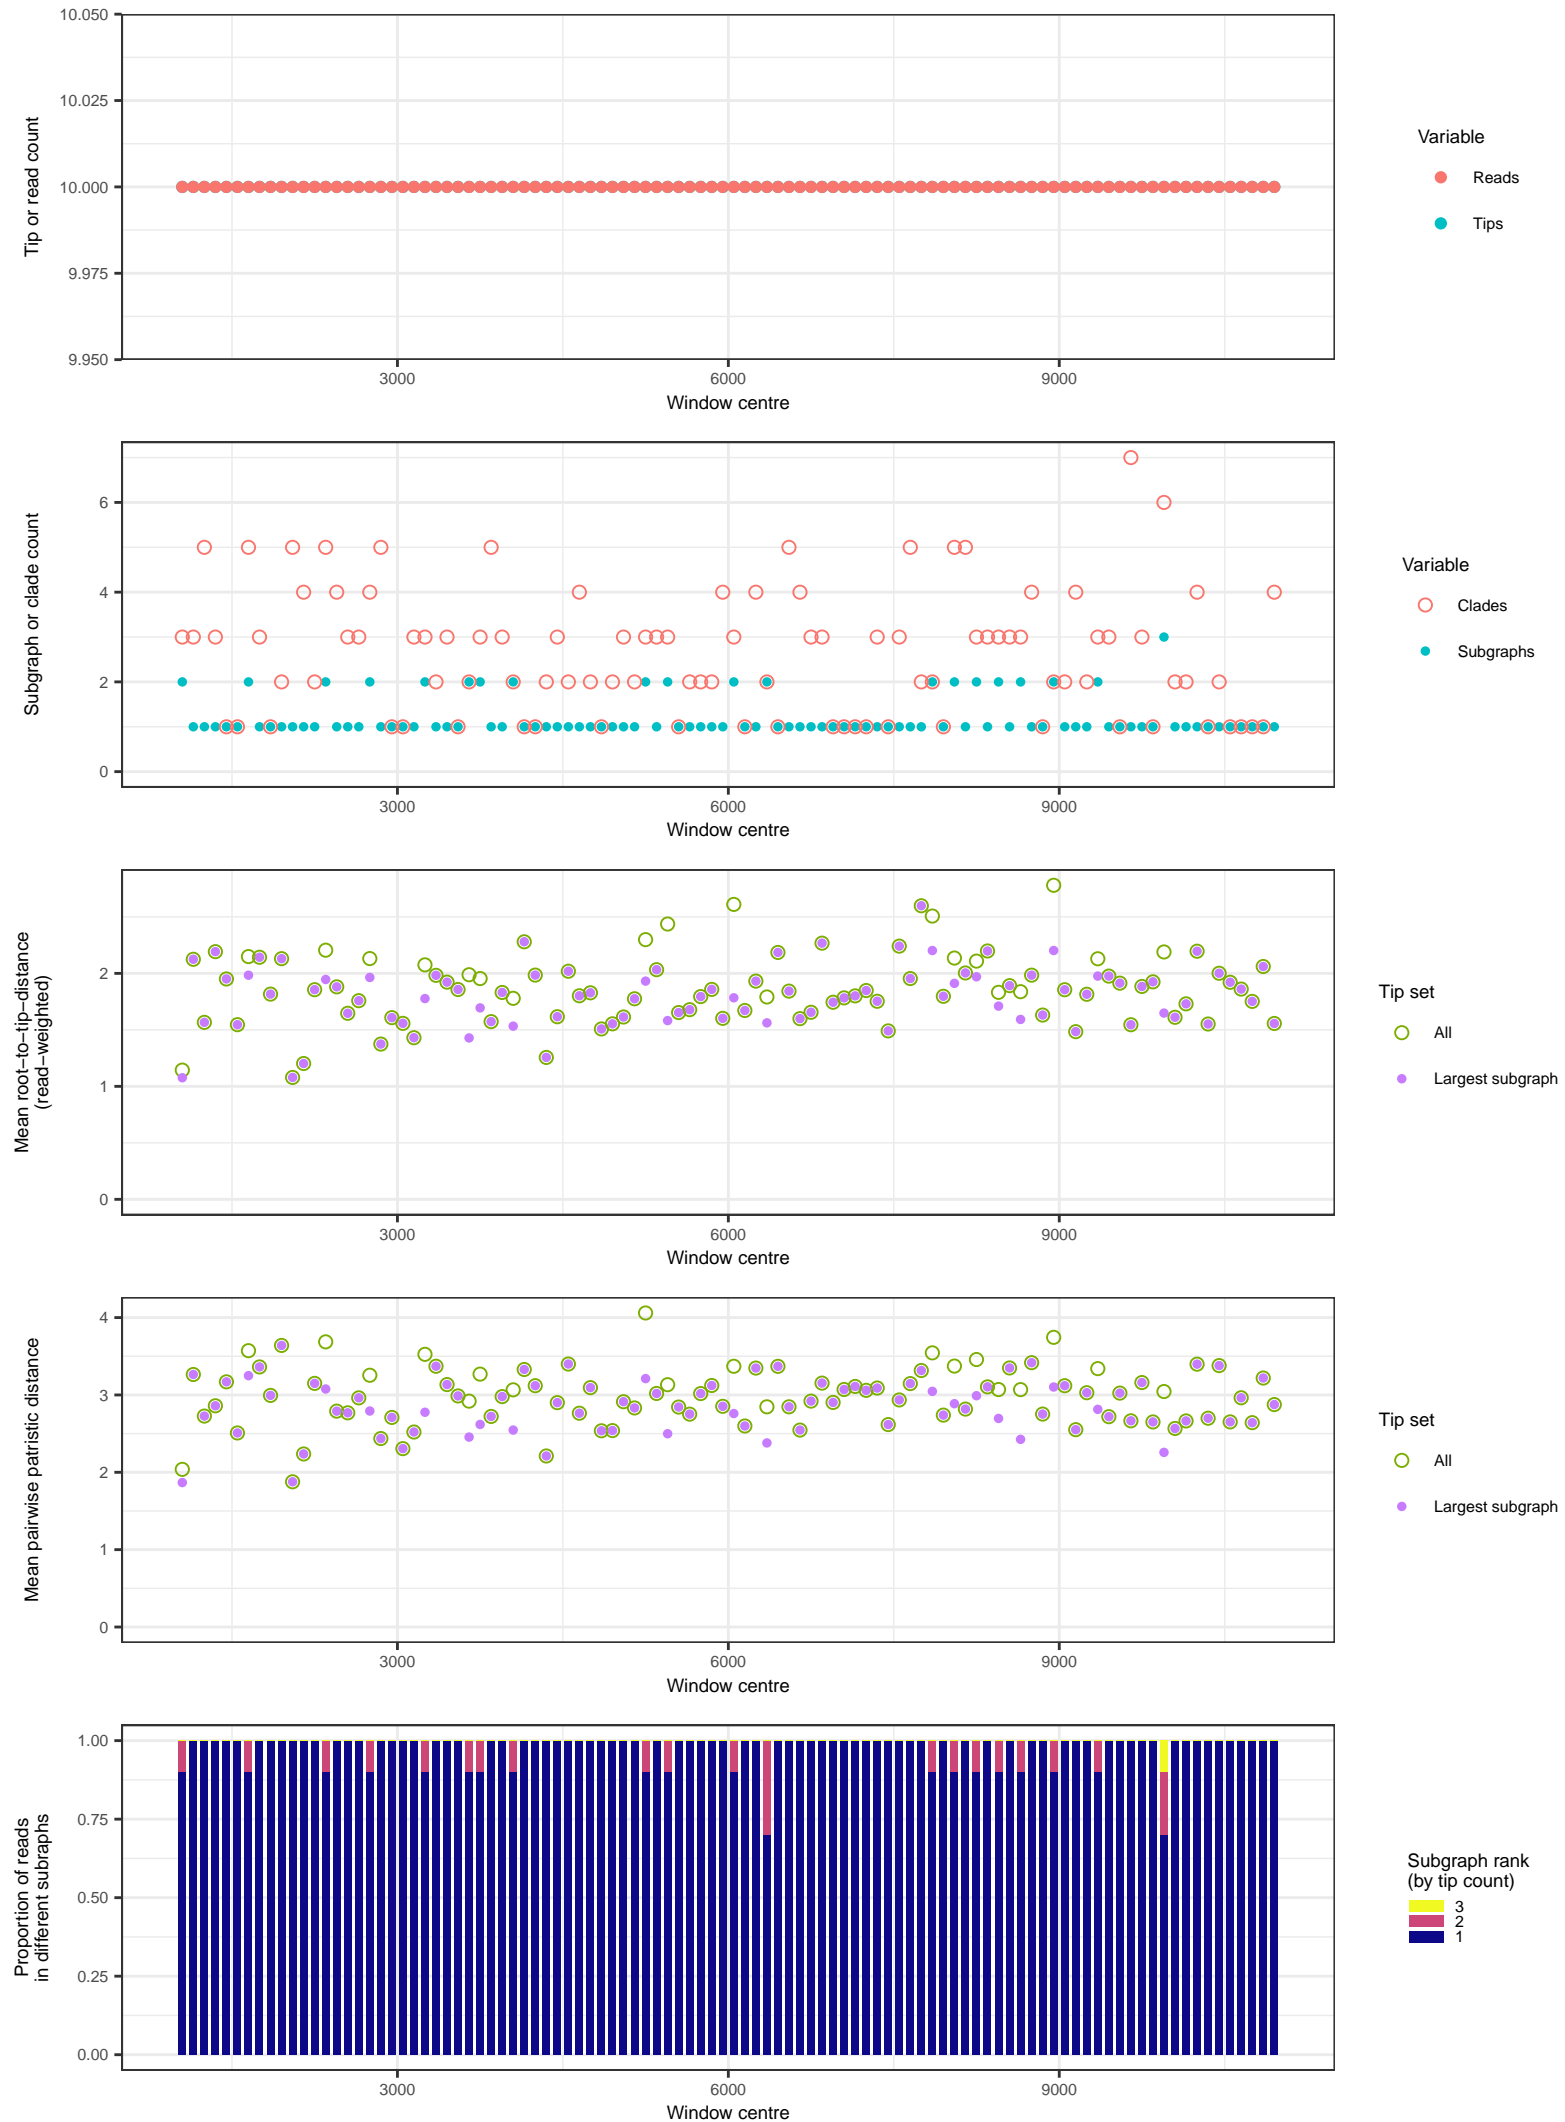 10.050
10.025
10.000
9.975
9.950
Tip or read count
3000
6000
9000
Window centre
Variable
Reads
Tips
6
4
2
0
Subgraph or clade count
3000
6000
9000
Window centre
Variable
Clades
Subgraphs
2
1
0
Mean root−to−tip−distance
(read−weighted)
3000
6000
9000
Window centre
Tip set
All
Largest subgraph
4
3
2
1
0
Mean pairwise patristic distance
3000
6000
9000
Window centre
Tip set
All
Largest subgraph
1.00
0.75
0.50
0.25
0.00
Proportion of reads
in different subraphs
3000
6000
9000
Window centre
Subgraph rank
(by tip count)
3
2
1